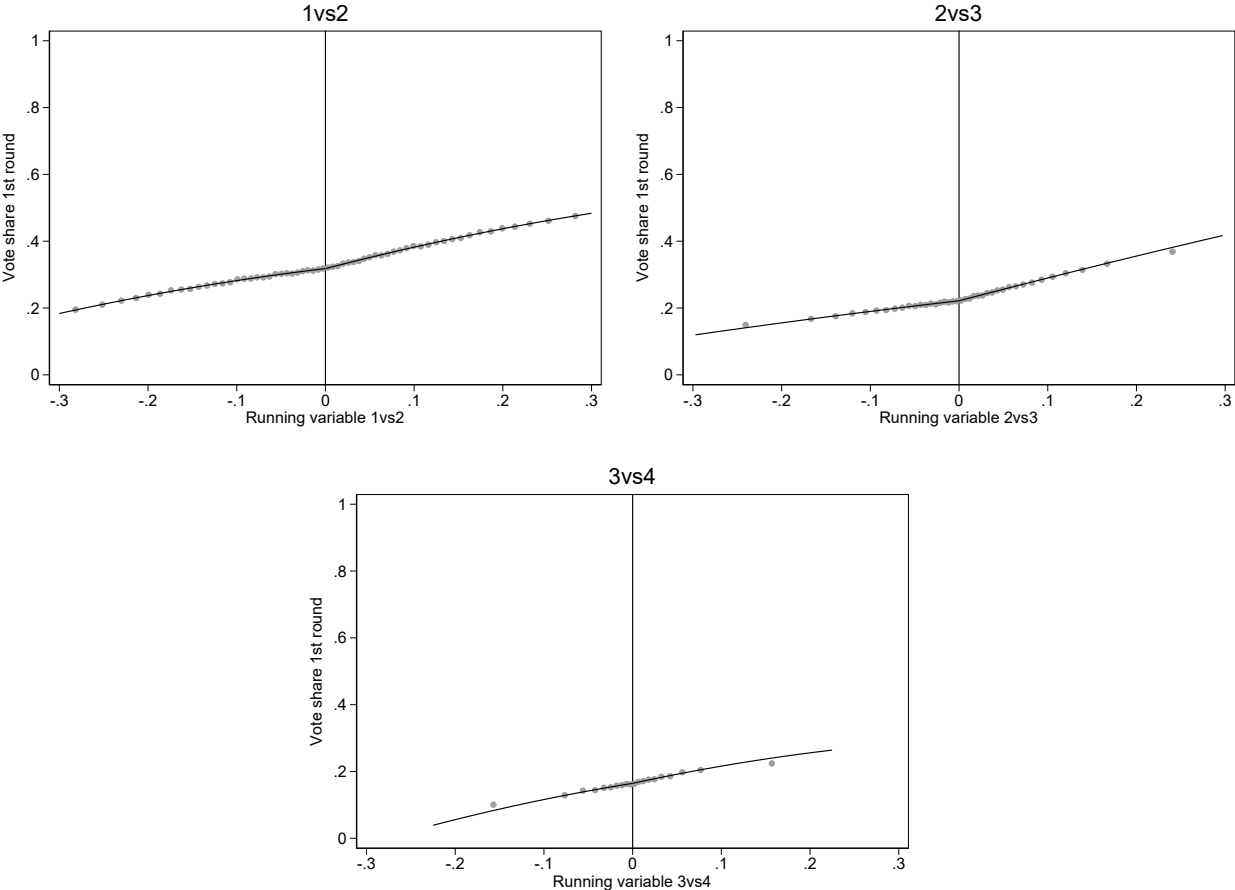 1vs2
Vote share 1st round
1
.8
.6
.4
.2
0
-.3 -.2 -.1 0 .1 .2 .3
Running variable 1vs2
2vs3
Vote share 1st round
1
.8
.6
.4
.2
0
-.3 -.2 -.1 0 .1 .2 .3
Running variable 2vs3
3vs4
Vote share 1st round
1
.8
.6
.4
.2
0
-.3 -.2 -.1 0 .1 .2 .3
Running variable 3vs4